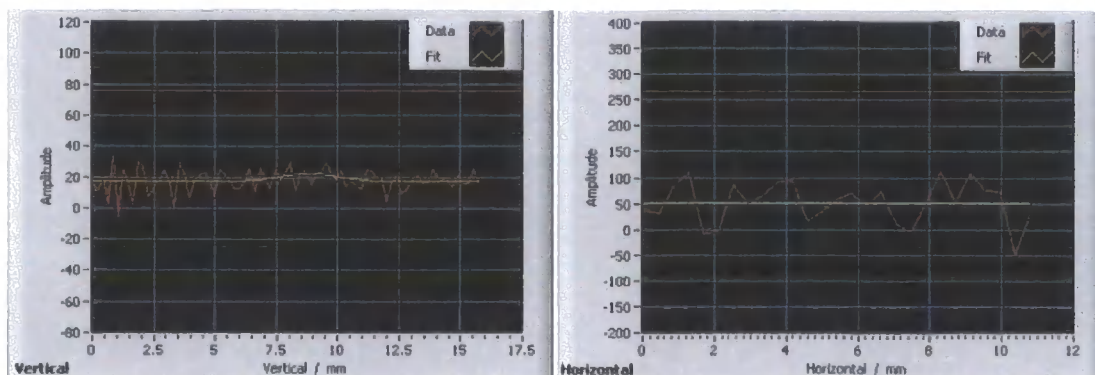 120
100
80
60
40
20
0
-20
-40
-60
-80
Amplitude
Data
Fit
0 2.5 5 7.5 10 12.5 15 17.5
Vertical Vertical / mm
400
350
300
250
200
150
100
50
0
-50
-100
-150
-200
Amplitude
Data
Fit
0 2 4 6 8 10 12
Horizontal Horizontal / mm